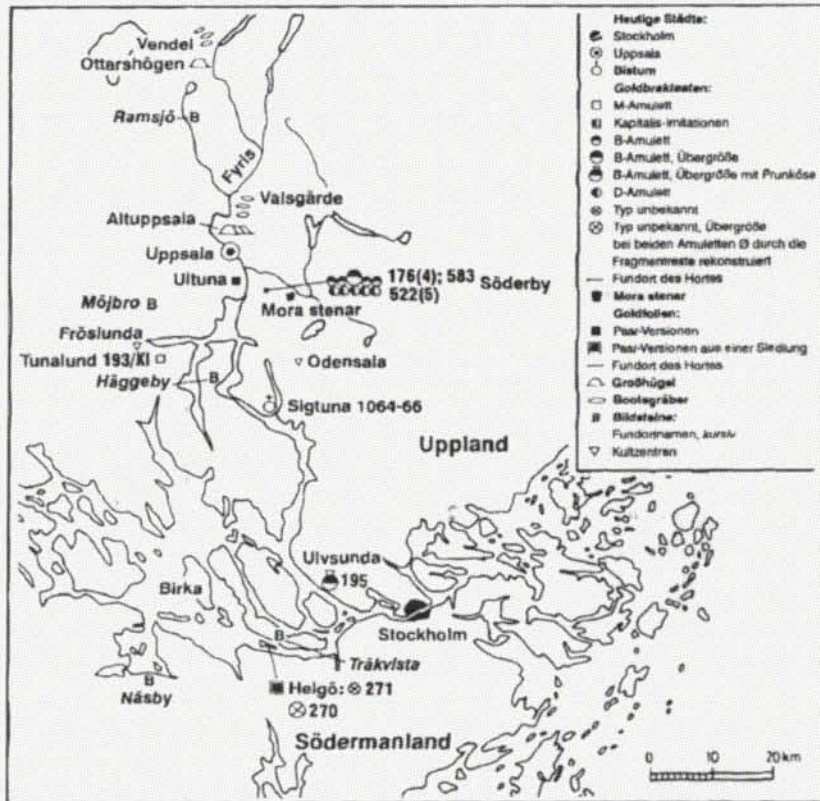 Vendel
Ottarshögen
Ramsjö B
Fyris
Valsgärde
Altuppsala
Uppsala
Ultuna
176(4); 583
522(5)
Söderby
Mora stenar
Möjbro B
Fröslunda
Tunalund 193/XI
Odensala
Häggeby
B
Sigtuna 1064-66
Uppland
Ulvsunda
195
Birka
Stockholm
B
Träkvista
B
Näsby
Helgö: 271
270
Södermanland
0 10 20 km
Heutige Städte:
Stockholm
Uppsala
Bistum
Goldbrakteaten:
M-Amulett
Kapitalis-Imitationen
B-Amulett
B-Amulett, Übergröße
B-Amulett, Übergröße mit Prunköse
D-Amulett
Typ unbekannt
Typ unbekannt, Übergröße
bei beiden Amuletten Ø durch die
Fragmentreste rekonstruiert
Fundort des Hortes
Mora stenar
Goldfolien:
Paar-Versionen
Paar-Versionen aus einer Siedlung
Fundort des Hortes
Großhügel
Bootsgräber
B Bildsteine:
Fundortnamen, kursiv
Kultzentren